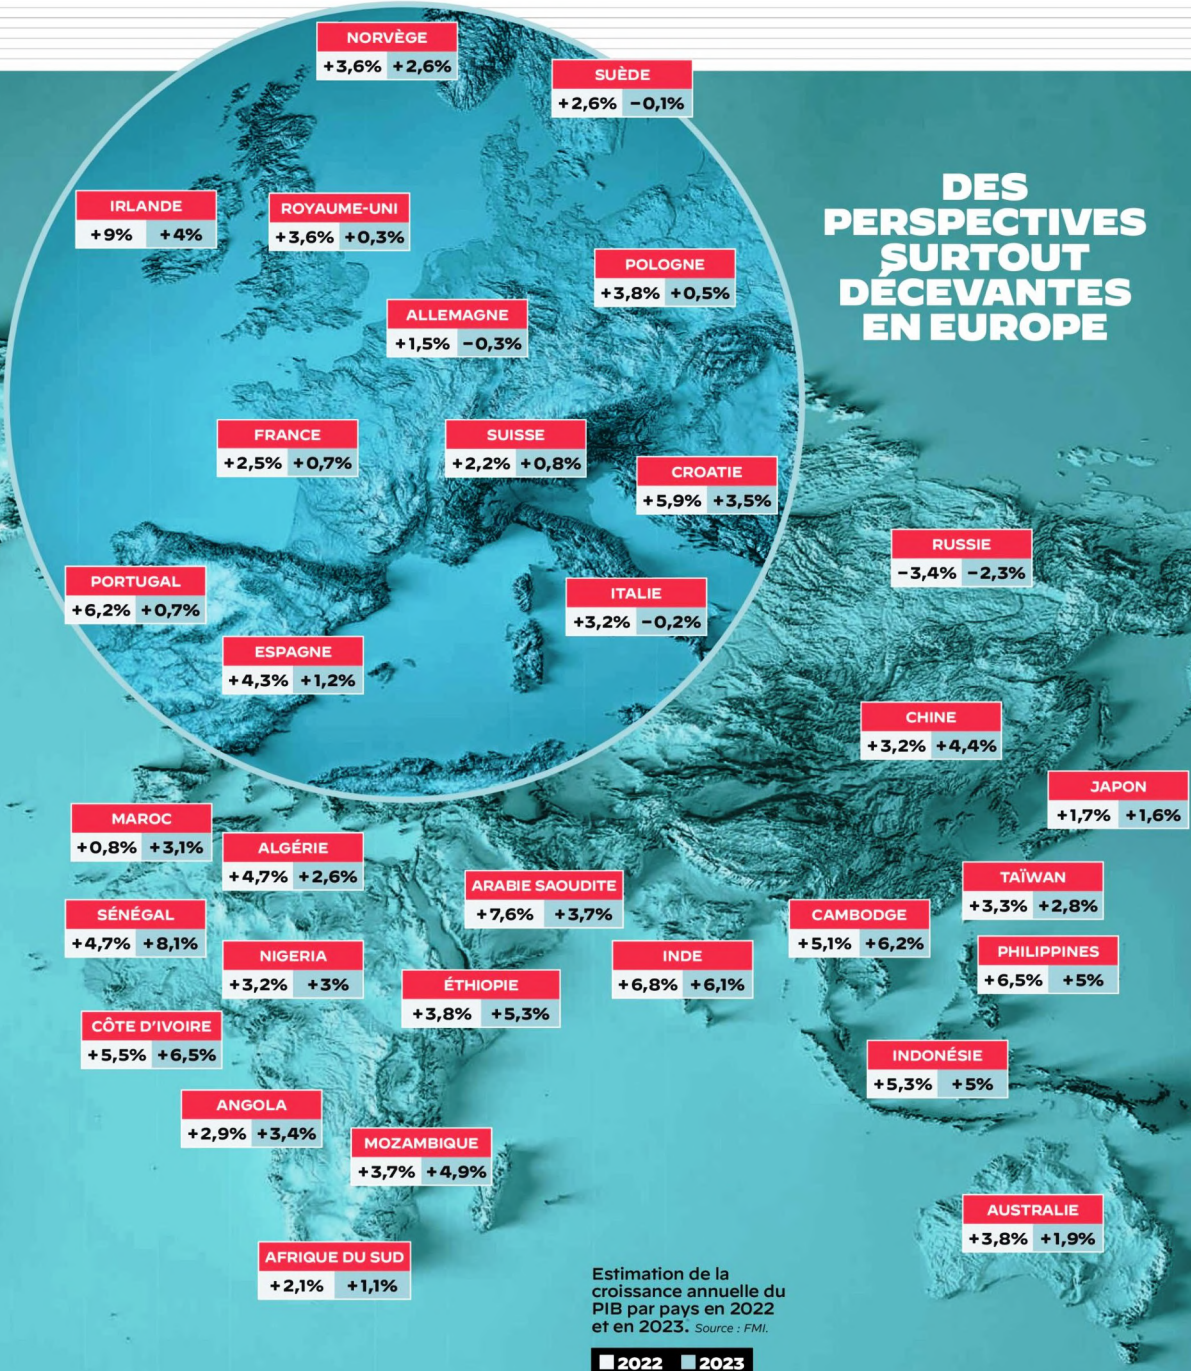 NORVÈGE
+3,6% +2,6%
SUÈDE
+2,6% −0,1%
DES
PERSPECTIVES
SURTOUT
DÉCEVANTES
EN EUROPE
IRLANDE
+9% +4%
ROYAUME-UNI
+3,6% +0,3%
POLOGNE
+3,8% +0,5%
ALLEMAGNE
+1,5% −0,3%
FRANCE
+2,5% +0,7%
SUISSE
+2,2% +0,8%
CROATIE
+5,9% +3,5%
RUSSIE
−3,4% −2,3%
PORTUGAL
+6,2% +0,7%
ITALIE
+3,2% −0,2%
ESPAGNE
+4,3% +1,2%
CHINE
+3,2% +4,4%
JAPON
+1,7% +1,6%
MAROC
+0,8% +3,1%
ALGÉRIE
+4,7% +2,6%
ARABIE SAOUDITE
+7,6% +3,7%
TAÏWAN
+3,3% +2,8%
SÉNÉGAL
+4,7% +8,1%
CAMBODGE
+5,1% +6,2%
NIGERIA
+3,2% +3%
INDE
+6,8% +6,1%
PHILIPPINES
+6,5% +5%
ÉTHIOPIE
+3,8% +5,3%
CÔTE D'IVOIRE
+5,5% +6,5%
INDONÉSIE
+5,3% +5%
ANGOLA
+2,9% +3,4%
MOZAMBIQUE
+3,7% +4,9%
AUSTRALIE
+3,8% +1,9%
AFRIQUE DU SUD
+2,1% +1,1%
Estimation de la
croissance annuelle du
PIB par pays en 2022
et en 2023. Source : FMI.
2022 2023